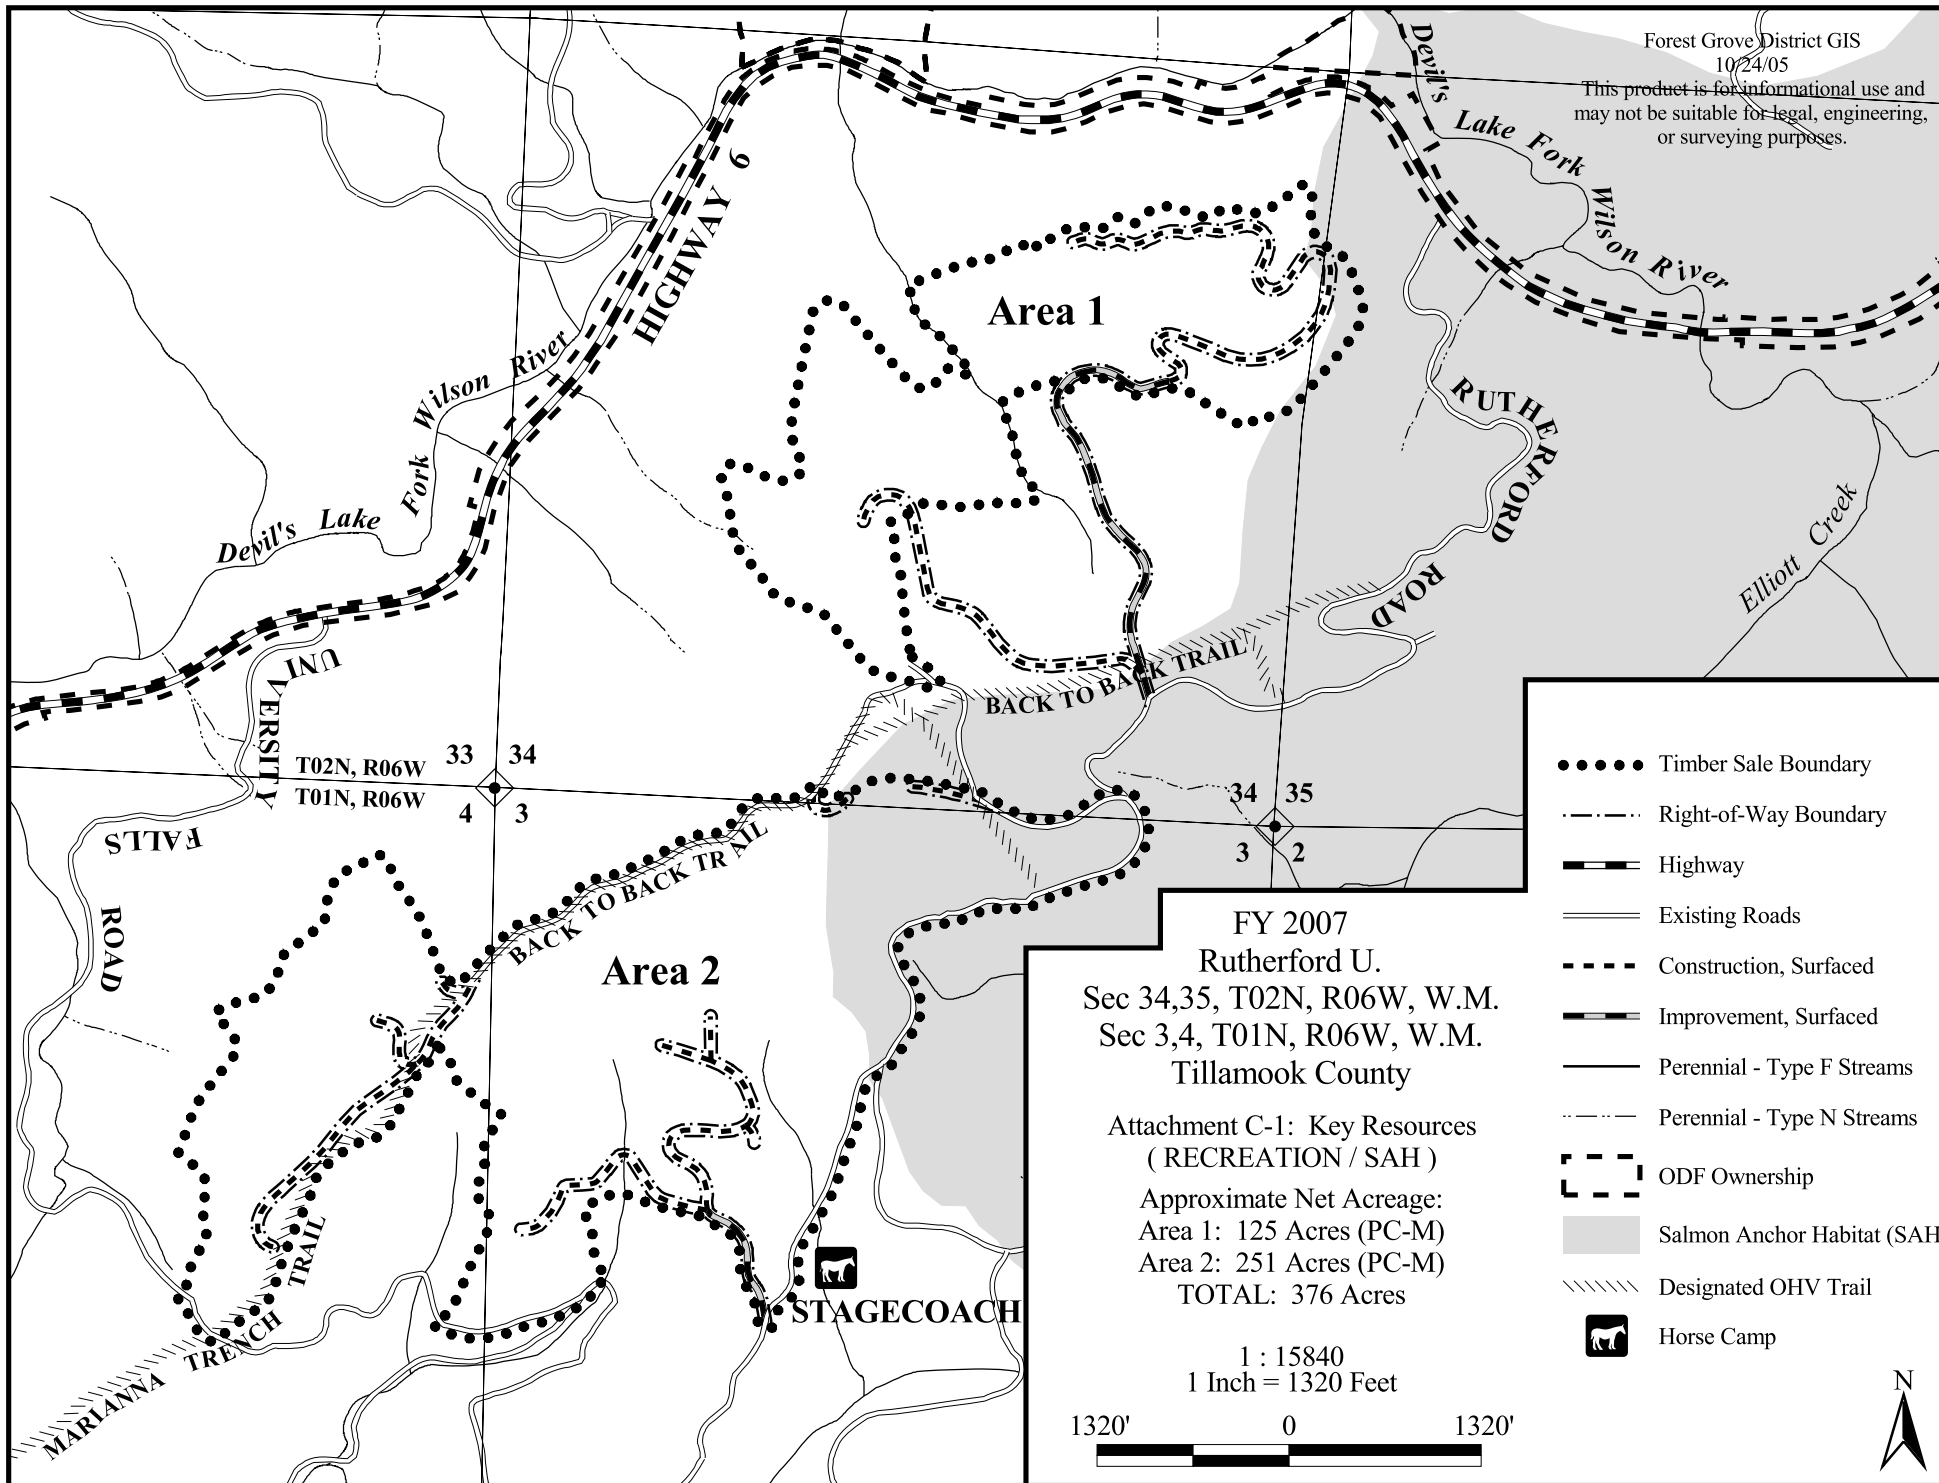 Forest Grove District GIS
10/24/05
This product is for informational use and
may not be suitable for legal, engineering,
or surveying purposes.
Devil's Lake Fork Wilson River
HIGHWAY 6
Area 1
Devil's Lake Fork Wilson River
RUTHERFORD ROAD
Elliott Creek
UNIVERSITY FALLS ROAD
BACK TO BACK TRAIL
33 34
T02N, R06W
T01N, R06W
4 3
34 35
3 2
BACK TO BACK TRAIL
Area 2
MARIANNA TRENCH TRAIL
STAGECOACH
FY 2007
Rutherford U.
Sec 34,35, T02N, R06W, W.M.
Sec 3,4, T01N, R06W, W.M.
Tillamook County
Attachment C-1: Key Resources
( RECREATION / SAH )
Approximate Net Acreage:
Area 1: 125 Acres (PC-M)
Area 2: 251 Acres (PC-M)
TOTAL: 376 Acres
1 : 15840
1 Inch = 1320 Feet
1320' 0 1320'
Timber Sale Boundary
Right-of-Way Boundary
Highway
Existing Roads
Construction, Surfaced
Improvement, Surfaced
Perennial - Type F Streams
Perennial - Type N Streams
ODF Ownership
Salmon Anchor Habitat (SAH
Designated OHV Trail
Horse Camp
N